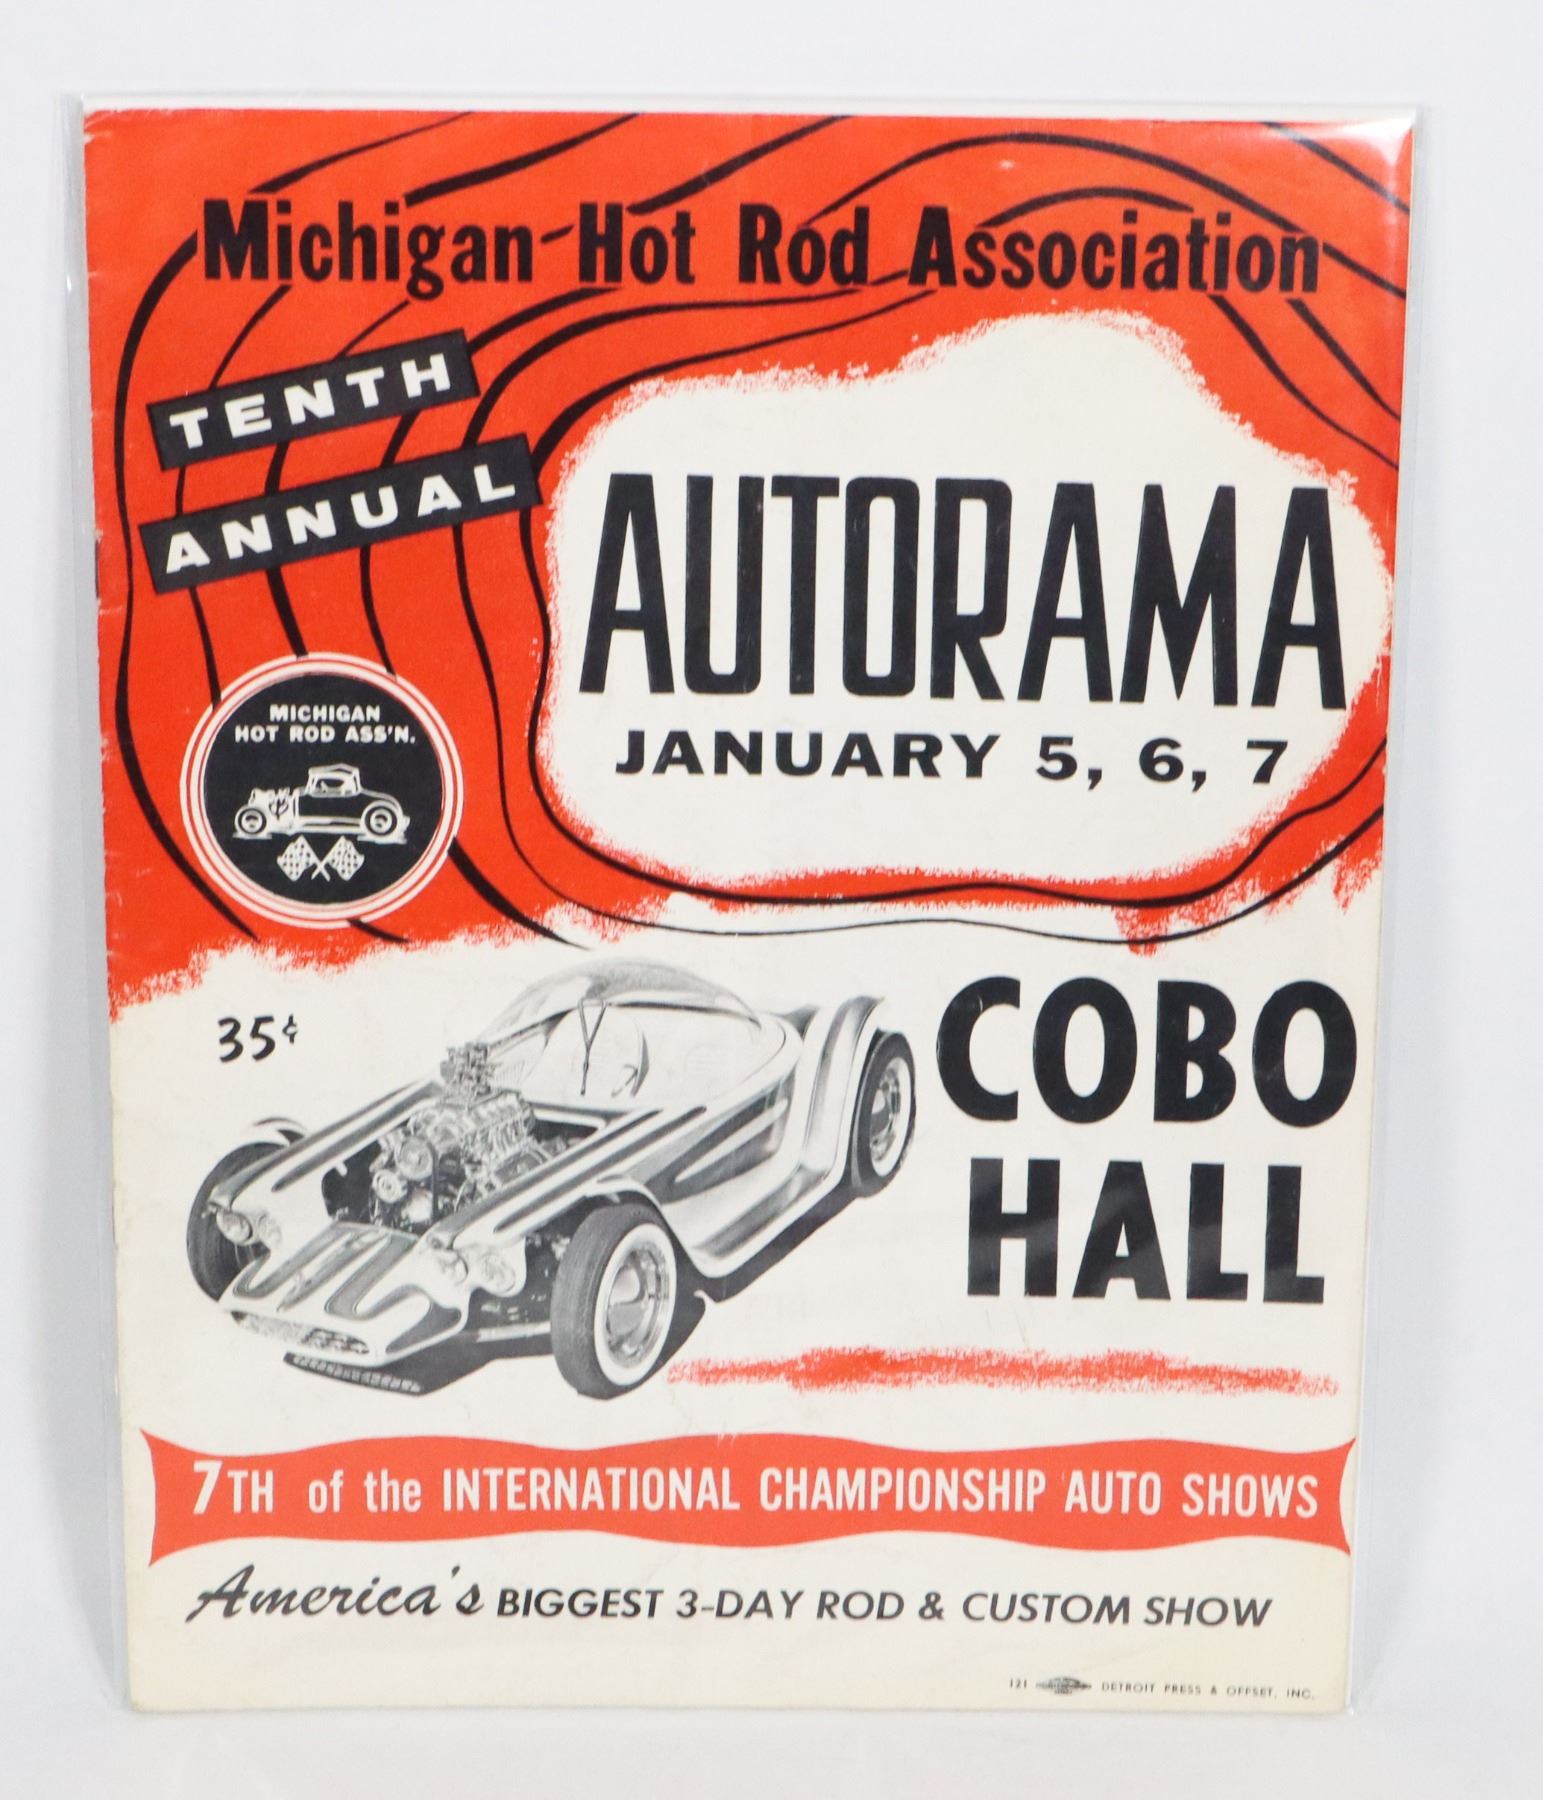 Michigan Hot Rod Association
TENTH
ANNUAL
AUTORAMA
JANUARY 5, 6, 7
MICHIGAN
HOT ROD ASS'N.
35¢
COBO
HALL
7TH of the INTERNATIONAL CHAMPIONSHIP AUTO SHOWS
America's BIGGEST 3-DAY ROD & CUSTOM SHOW
121 DETROIT PRESS & OFFSET, INC.